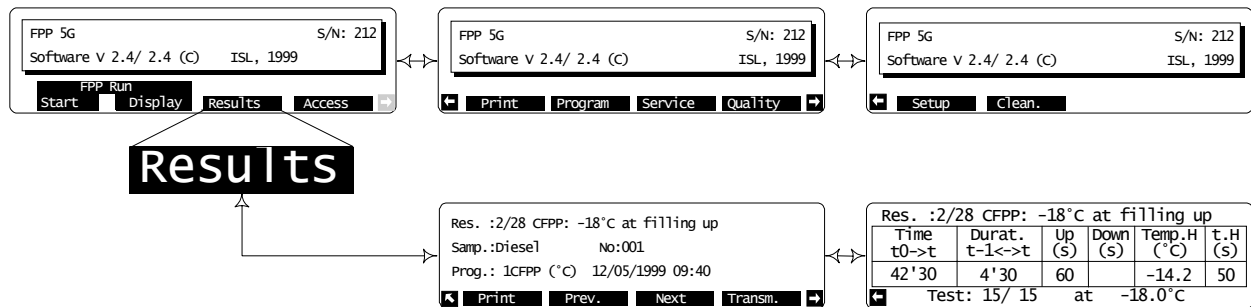 FPP 5G S/N: 212
Software V 2.4/ 2.4 (C) ISL, 1999
FPP Run
Start Display Results Access
FPP 5G S/N: 212
Software V 2.4/ 2.4 (C) ISL, 1999
Print Program Service Quality
FPP 5G S/N: 212
Software V 2.4/ 2.4 (C) ISL, 1999
Setup Clean.
Results
Res. :2/28 CFPP: -18°C at filling up
Samp.:Diesel No:001
Prog.: 1CFPP (°C) 12/05/1999 09:40
Print Prev. Next Transm.
Res. :2/28 CFPP: -18°C at filling up
Time Durat. Up Down Temp.H t.H
t0->t t-1<->t (s) (s) (°C) (s)
42'30 4'30 60 -14.2 50
Test: 15/ 15 at -18.0°C